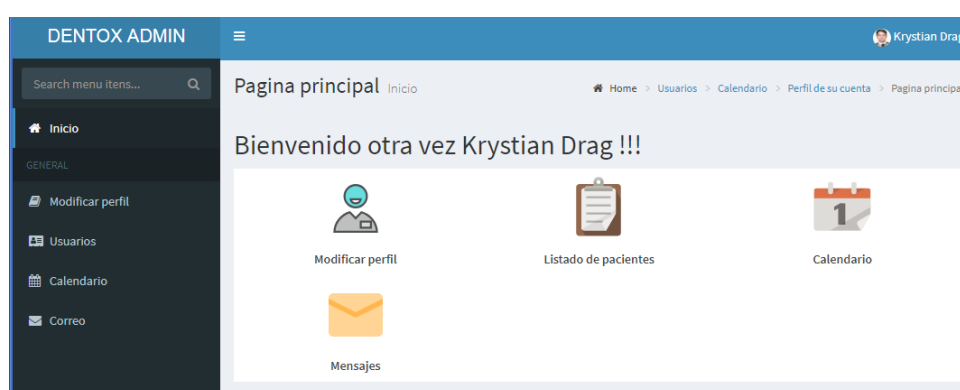 DENTOX ADMIN
Krystian Drag
Search menu itens...
Pagina principal Inicio
Home > Usuarios > Calendario > Perfil de su cuenta > Pagina principa
Inicio
Bienvenido otra vez Krystian Drag !!!
GENERAL
Modificar perfil
Usuarios
Calendario
Correo
1
Modificar perfil
Listado de pacientes
Calendario
Mensajes